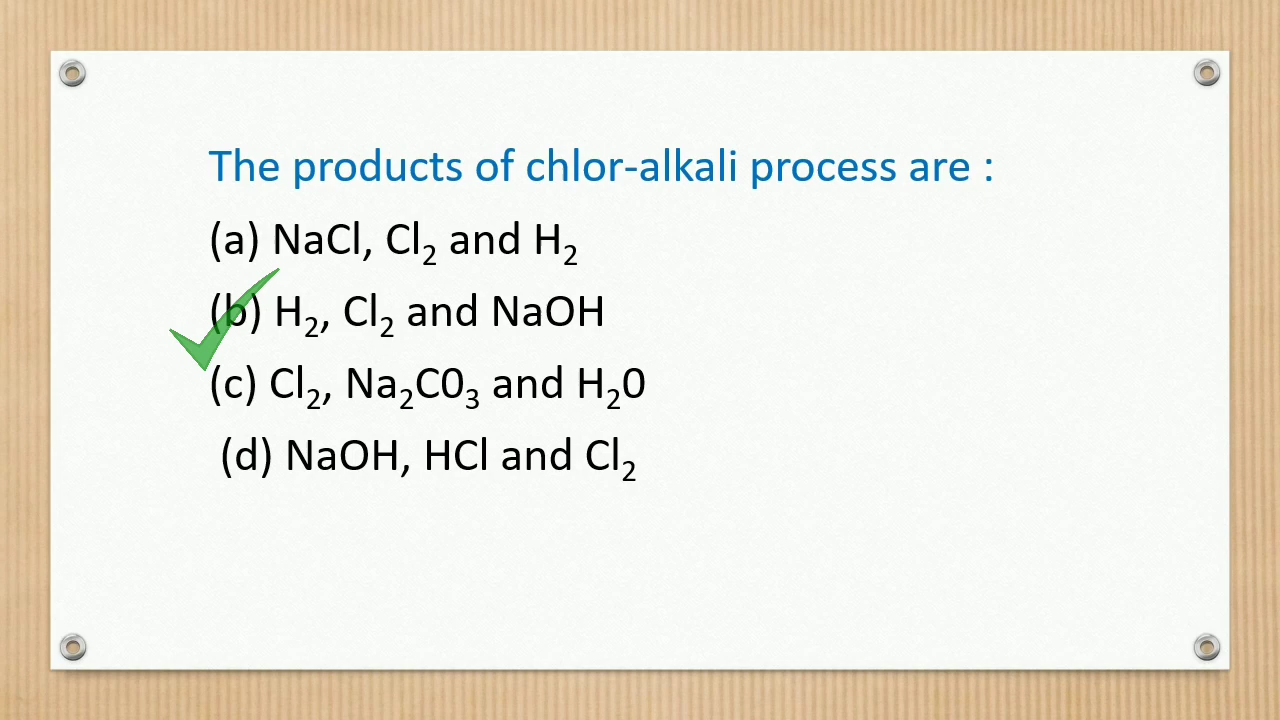 The products of chlor-alkali process are :
(a) NaCl, Cl₂ and H₂
(b) H₂, Cl₂ and NaOH
(c) Cl₂, Na₂C0₃ and H₂0
(d) NaOH, HCl and Cl₂